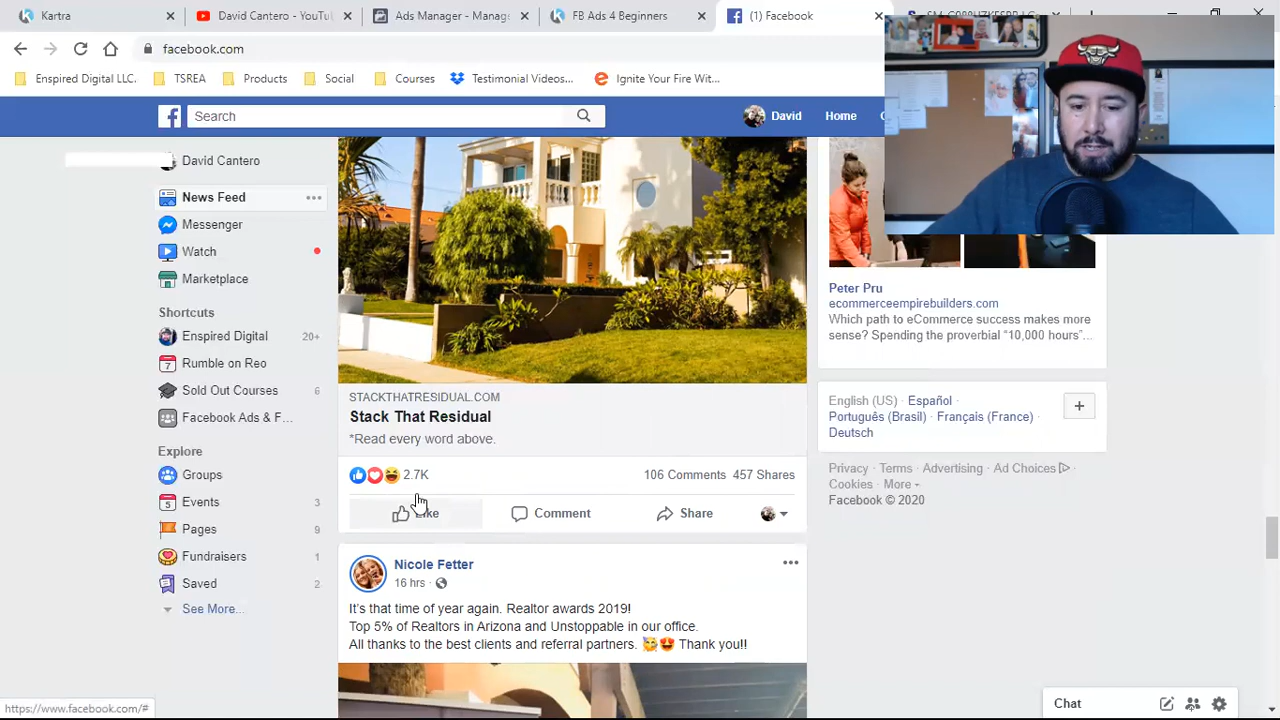 Kartra
David Cantero - YouTu
Ads Manager - Manag
FB Ads 4 Beginners
(1) Facebook
facebook.com
Enspired Digital LLC.
TSREA
Products
Social
Courses
Testimonial Videos...
Ignite Your Fire Wit...
Search
David
Home
David Cantero
News Feed
Messenger
Watch
Marketplace
Shortcuts
Enspired Digital 20+
Rumble on Reo
Sold Out Courses 6
Facebook Ads & F...
Explore
Groups
Events 3
Pages 9
Fundraisers 1
Saved 2
See More...
STACKTHATRESIDUAL.COM
Stack That Residual
*Read every word above.
2.7K 106 Comments 457 Shares
Like Comment Share
Nicole Fetter
16 hrs ·
It's that time of year again. Realtor awards 2019!
Top 5% of Realtors in Arizona and Unstoppable in our office.
All thanks to the best clients and referral partners. 🥰😍 Thank you!!
Peter Pru
ecommerceempirebuilders.com
Which path to eCommerce success makes more
sense? Spending the proverbial "10,000 hours"...
English (US) · Español ·
Português (Brasil) · Français (France) ·
Deutsch
Privacy · Terms · Advertising · Ad Choices ·
Cookies · More
Facebook © 2020
Chat
https://www.facebook.com/#